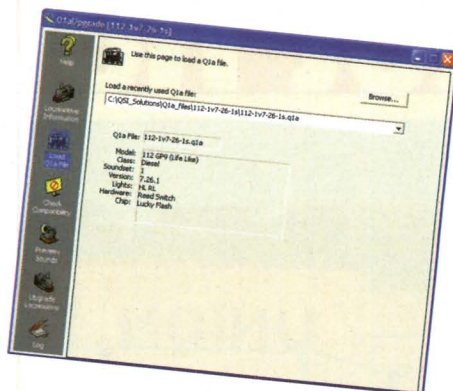 Q1aUpgrade [112-1v7-26-1s]
Help
Locomotive
Information
Load
Q1a File
Check
Compatibility
Preview
Sounds
Upgrade
Locomotive
Log
Use this page to load a Q1a file.
Load a recently used Q1a file:
Browse...
C:\QSI_Solutions\Q1a_files\112-1v7-26-1s\112-1v7-26-1s.q1a
Q1a File: 112-1v7-26-1s.q1a
Model: 112 GP9 (Life Like)
Class: Diesel
Soundset: 1
Version: 7.26.1
Lights: HL RL
Hardware: Reed Switch
Chip: Lucky Flash